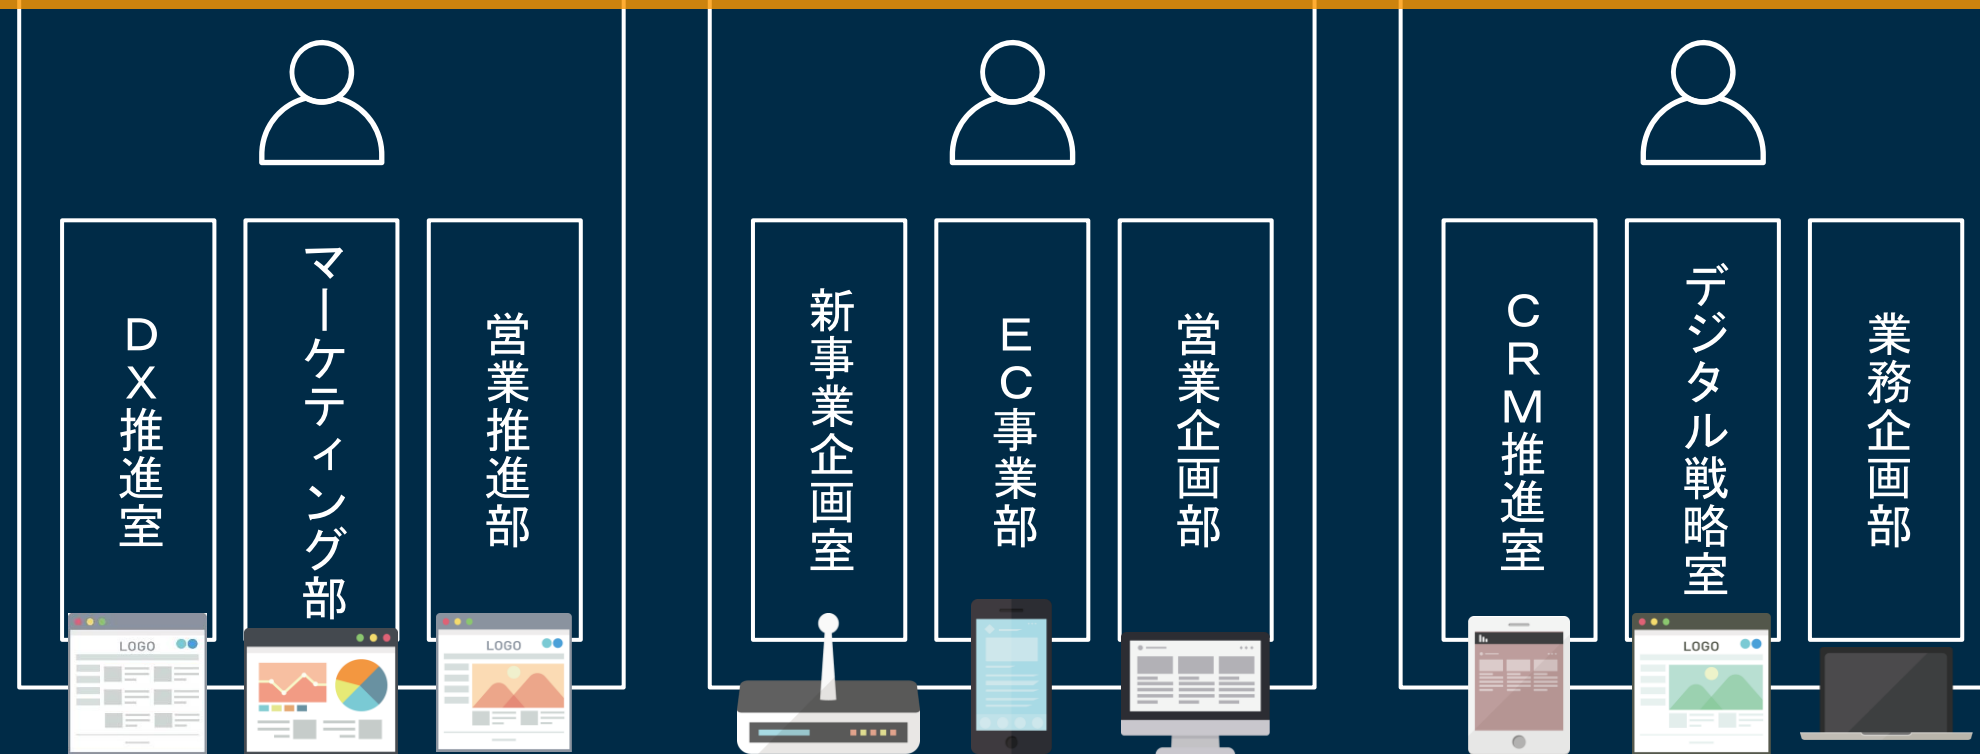 DX推進室
マーケティング部
営業推進部
新事業企画室
EC事業部
営業企画部
CRM推進室
デジタル戦略室
業務企画部
LOGO
LOGO
LOGO